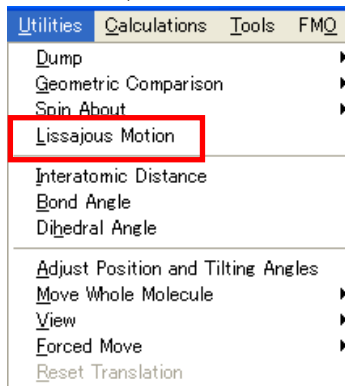 Utilities Calculations Tools FMO
Dump
Geometric Comparison
Spin About
Lissajous Motion
Interatomic Distance
Bond Angle
Dihedral Angle
Adjust Position and Tilting Angles
Move Whole Molecule
View
Forced Move
Reset Translation